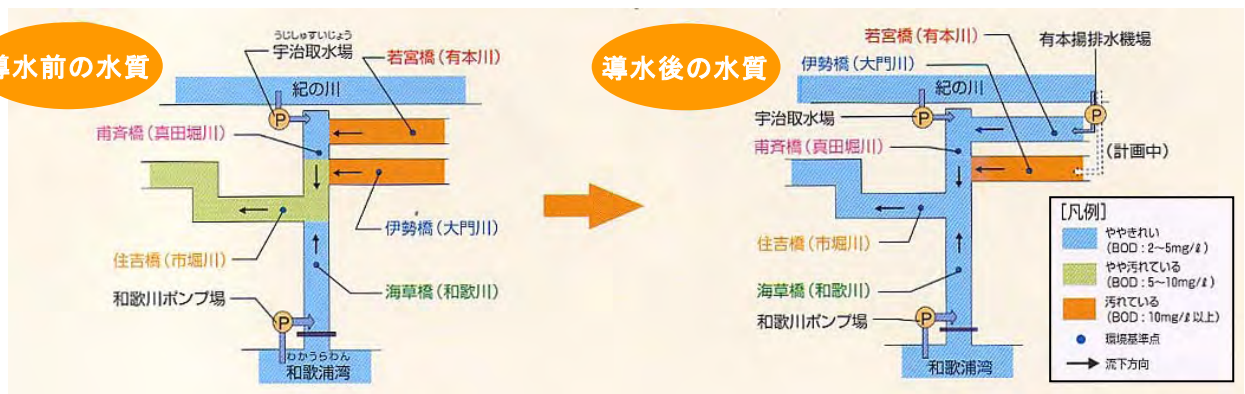 導水前の水質
うじしゅすいじょう
宇治取水場
若宮橋(有本川)
紀の川
P
甫斉橋(真田堀川)
伊勢橋(大門川)
住吉橋(市堀川)
海草橋(和歌川)
和歌川ポンプ場
P
わかうらわん
和歌浦湾
導水後の水質
若宮橋(有本川)
有本揚排水機場
伊勢橋(大門川)
紀の川
宇治取水場
P
P
甫斉橋(真田堀川)
(計画中)
住吉橋(市堀川)
海草橋(和歌川)
和歌川ポンプ場
P
和歌浦湾
[凡例]
ややきれい
(BOD:2~5mg/ℓ)
やや汚れている
(BOD:5~10mg/ℓ)
汚れている
(BOD:10mg/ℓ以上)
環境基準点
流下方向